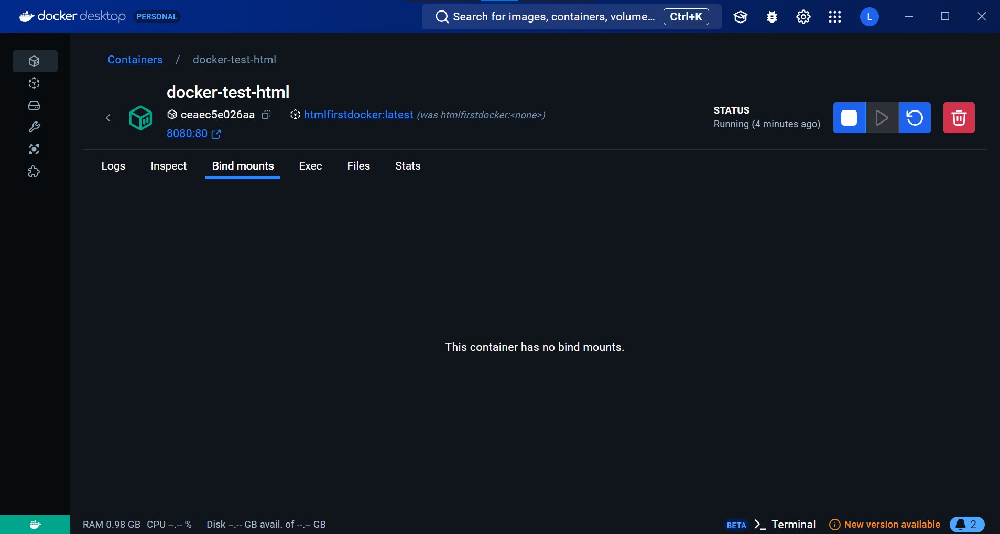 docker desktop PERSONAL
Search for images, containers, volume... Ctrl+K
L
Containers / docker-test-html
docker-test-html
ceaec5e026aa htmlfirstdocker:latest (was htmlfirstdocker:<none>)
8080:80
STATUS
Running (4 minutes ago)
Logs Inspect Bind mounts Exec Files Stats
This container has no bind mounts.
RAM 0.98 GB CPU --.-- % Disk --.-- GB avail. of --.-- GB
BETA Terminal New version available 2